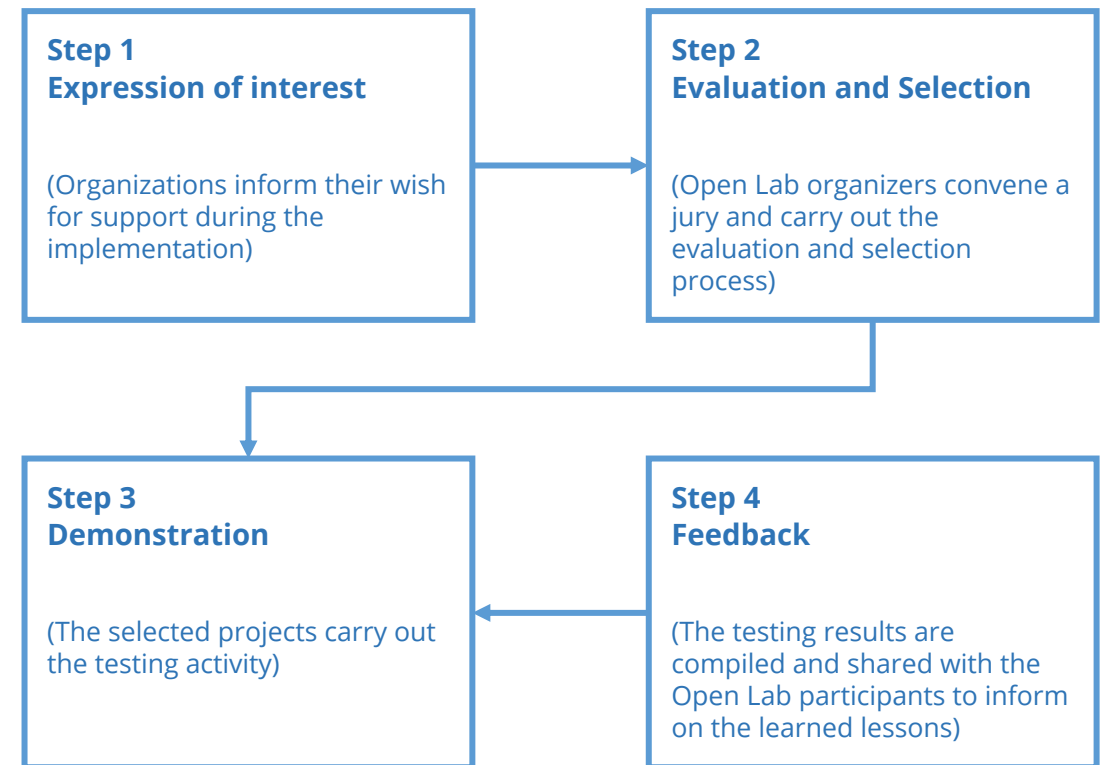 Step 1
Expression of interest
(Organizations inform their wish
for support during the
implementation)
Step 2
Evaluation and Selection
(Open Lab organizers convene a
jury and carry out the
evaluation and selection
process)
Step 3
Demonstration
(The selected projects carry out
the testing activity)
Step 4
Feedback
(The testing results are
compiled and shared with the
Open Lab participants to inform
on the learned lessons)